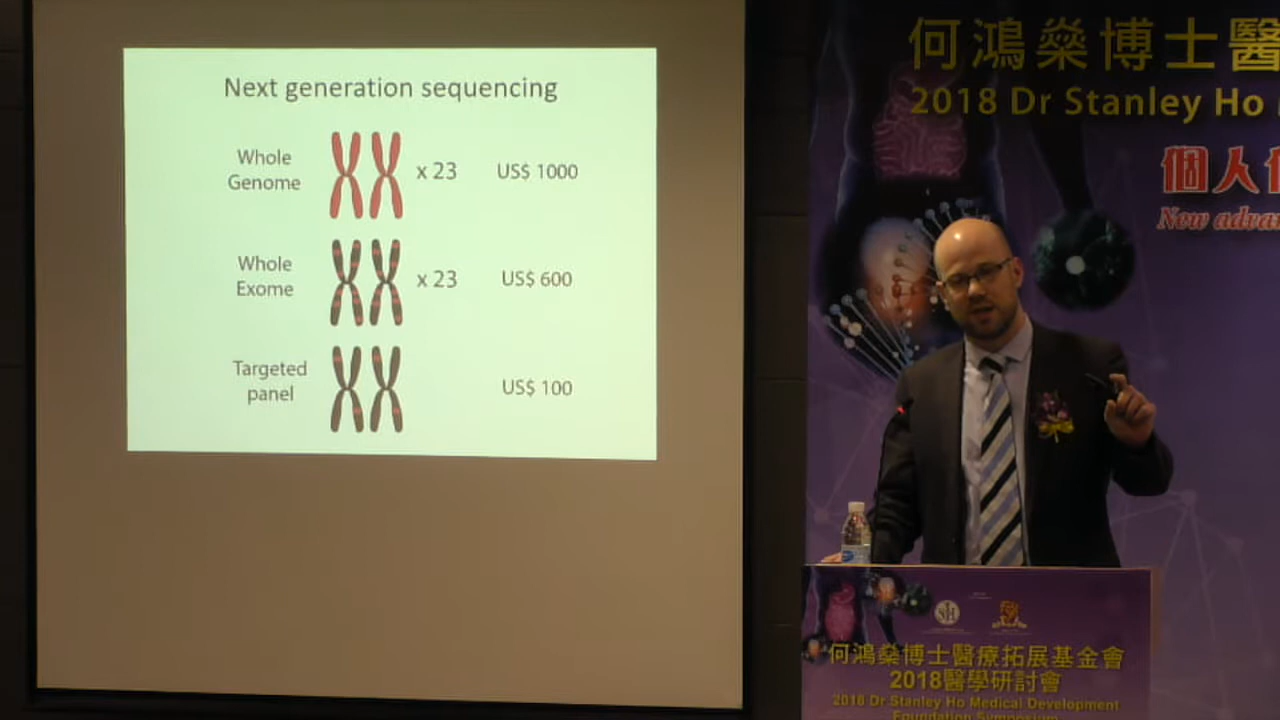 Next generation sequencing
Whole
Genome
x 23
US$ 1000
Whole
Exome
x 23
US$ 600
Targeted
panel
US$ 100
何鴻燊博士醫
2018 Dr Stanley Ho
個人
New
何鴻燊博士醫療拓展基金會
2018醫學研討會
2018 Dr Stanley Ho Medical Development
Foundation Symposium